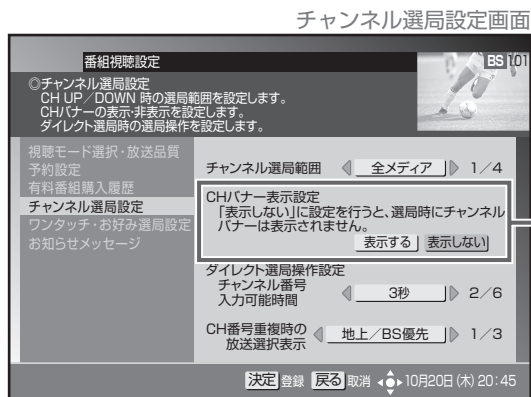 チャンネル選局設定画面
番組視聴設定
BS 101
◎チャンネル選局設定
CH UP／DOWN 時の選局範囲を設定します。
CHバナーの表示・非表示を設定します。
ダイレクト選局時の選局操作を設定します。
視聴モード選択・放送品質
予約設定
有料番組購入履歴
チャンネル選局設定
ワンタッチ・お好み選局設定
お知らせメッセージ
チャンネル選局範囲 全メディア 1／4
CHバナー表示設定
「表示しない」に設定を行うと、選局時にチャンネル
バナーは表示されません。
表示する 表示しない
ダイレクト選局操作設定
チャンネル番号
入力可能時間 3秒 2／6
CH番号重複時の
放送選択表示 地上／BS優先 1／3
決定 登録 戻る 取消 10月20日(木) 20:45